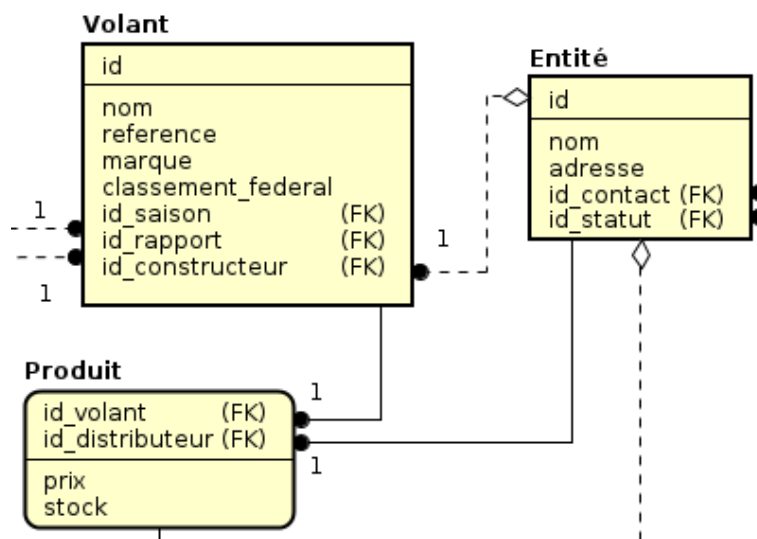 Volant
id
nom
reference
marque
classement_federal
id_saison (FK)
id_rapport (FK)
id_constructeur (FK)
1
1
1
Entité
id
nom
adresse
id_contact (FK)
id_statut (FK)
Produit
id_volant (FK)
id_distributeur (FK)
prix
stock
1
1